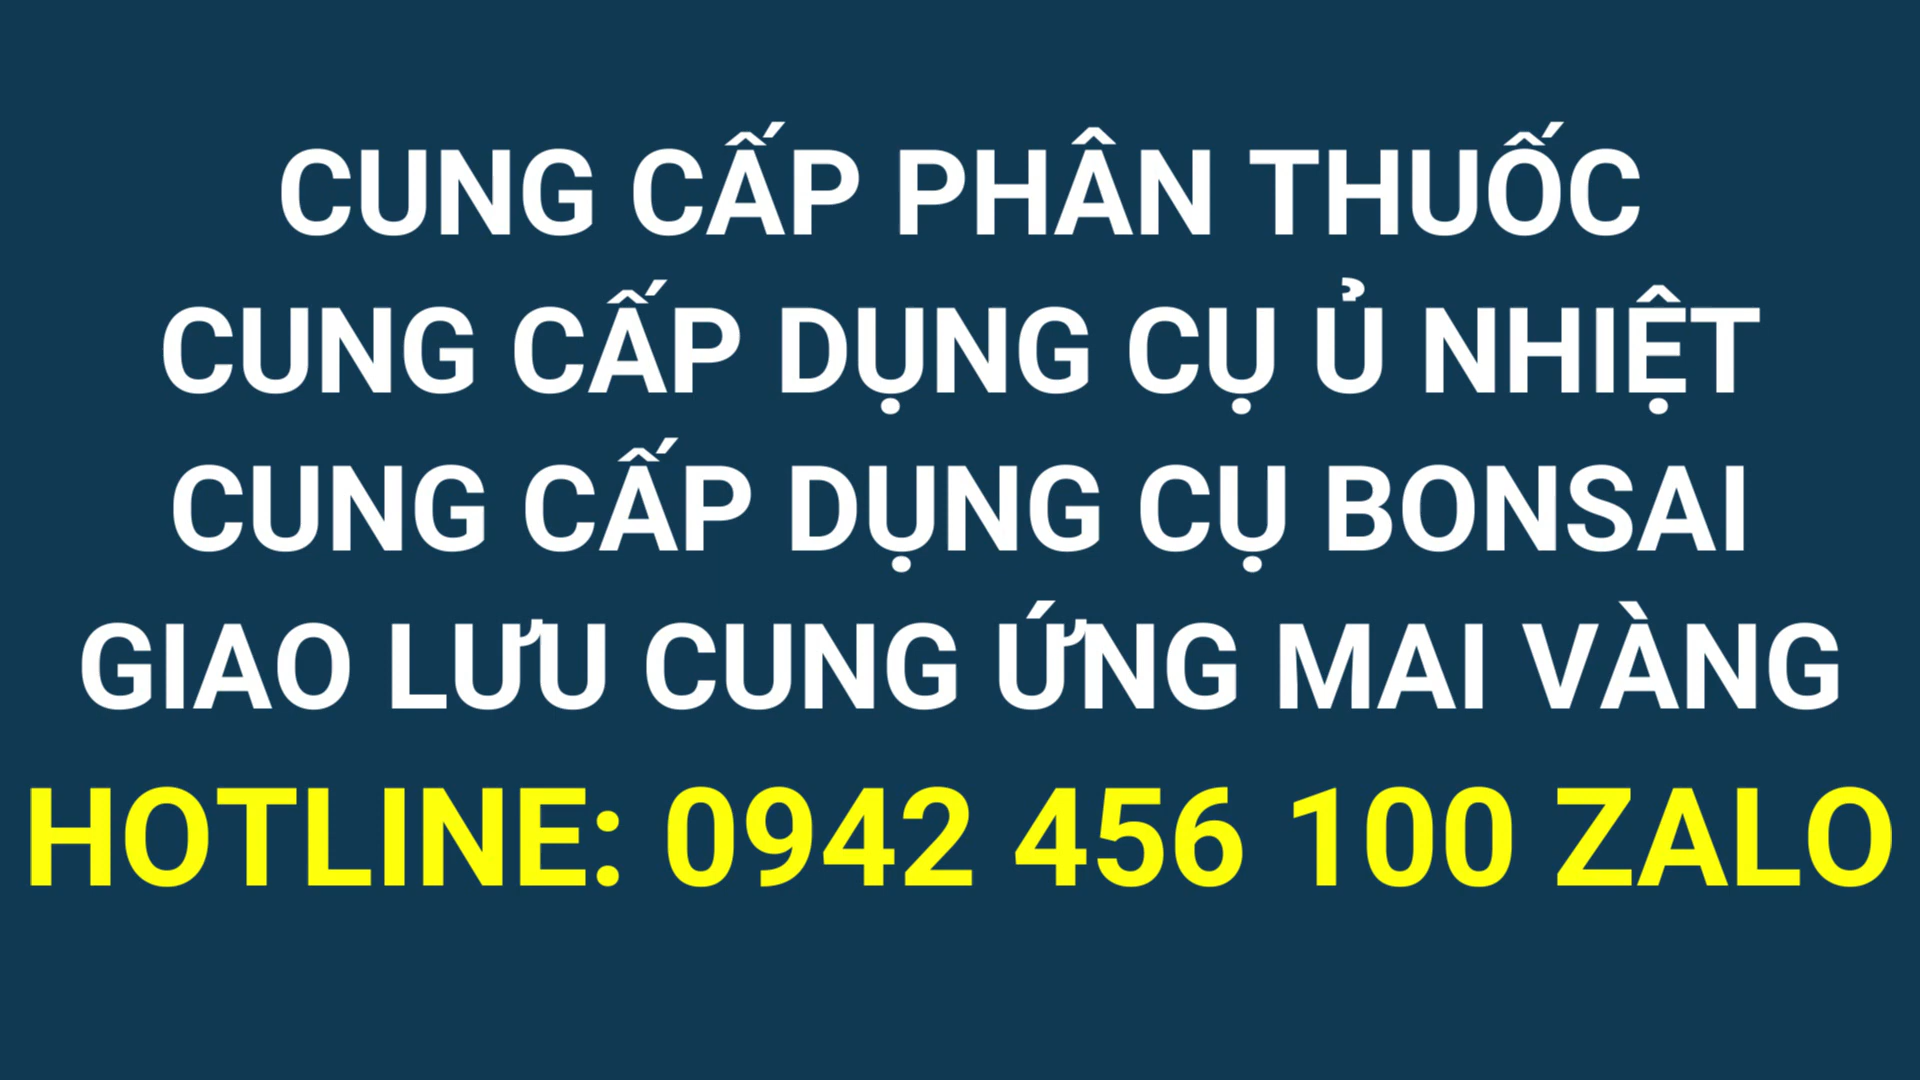 CUNG CẤP PHÂN THUỐC
CUNG CẤP DỤNG CỤ Ủ NHIỆT
CUNG CẤP DỤNG CỤ BONSAI
GIAO LƯU CUNG ỨNG MAI VÀNG
HOTLINE: 0942 456 100 ZALO